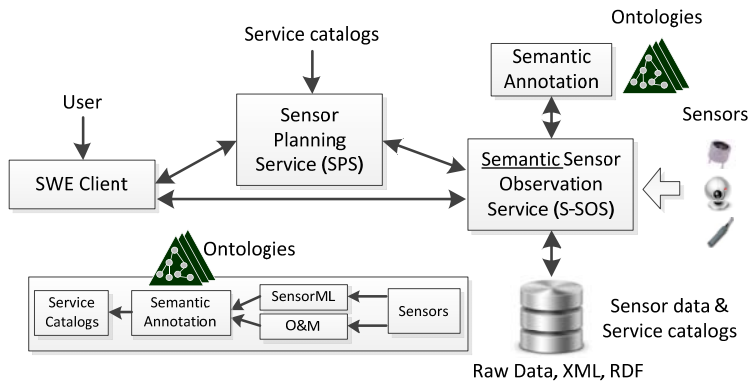 Ontologies
Service catalogs
Semantic
Annotation
User
Sensor
Planning
Service (SPS)
Sensors
SWE Client
Semantic Sensor
Observation
Service (S-SOS)
Ontologies
Service
Catalogs
Semantic
Annotation
SensorML
O&M
Sensors
Sensor data &
Service catalogs
Raw Data, XML, RDF